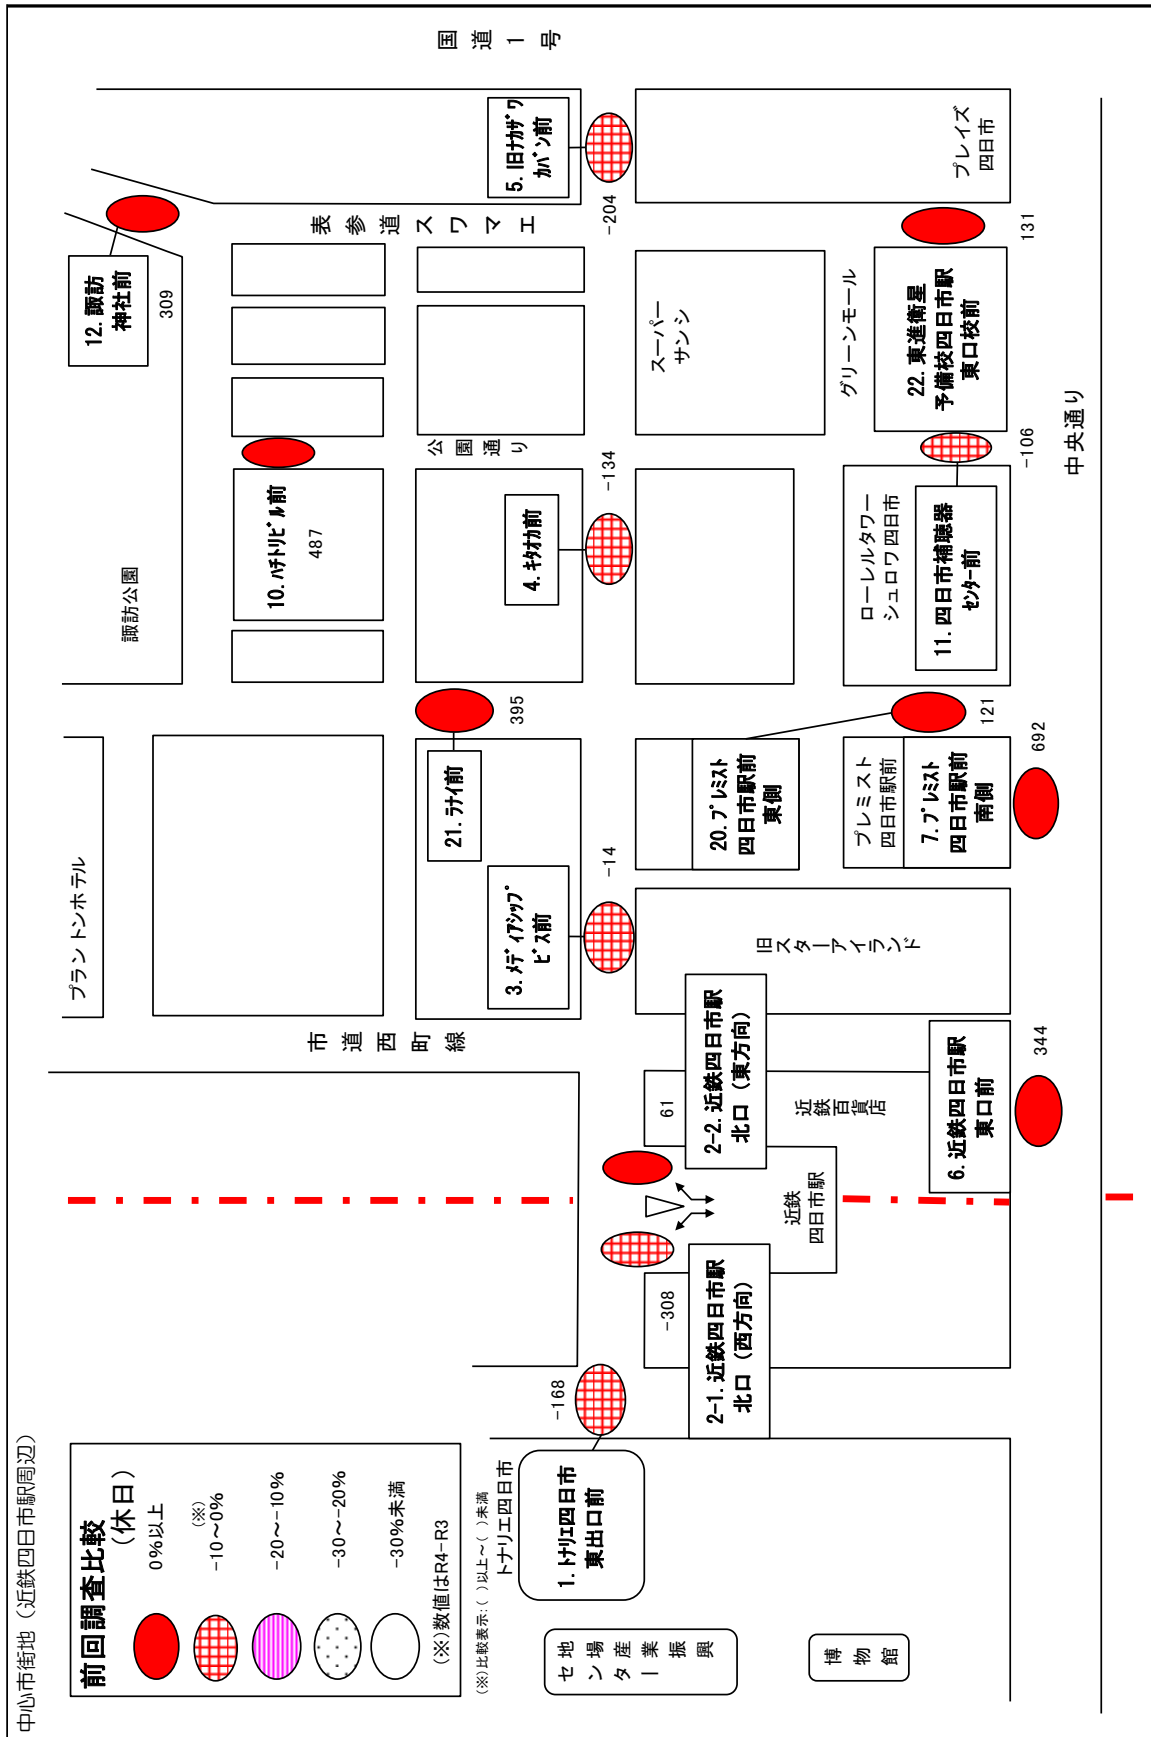 中心市街地（近鉄四日市駅周辺）
前回調査比較
（休日）
0%以上
(※)
-10～0%
-20～-10%
-30～-20%
-30%未満
(※)数値はR4-R3
(※)比較表示:( )以上～( )未満
トナリエ四日市
1. ﾄﾅﾘｴ四日市
東出口前
-168
地場産業振興
センター
博物館
2-1. 近鉄四日市駅
北口（西方向）
-308
近鉄
四日市駅
2-2. 近鉄四日市駅
北口（東方向）
61
近鉄
百貨店
6. 近鉄四日市駅
東口前
344
市道西町線
プラントンホテル
3. ﾒﾃﾞｨｱｼｯﾌﾟ
ﾋﾞｽ前
-14
旧スターアイランド
21. ﾗﾅｲ前
395
20. ﾌﾟﾚﾐｽﾄ
四日市駅前
東側
121
プレミスト
四日市駅前
7. ﾌﾟﾚﾐｽﾄ
四日市駅前
南側
692
諏訪公園
10. ﾊﾁﾄﾘﾋﾞﾙ前
487
4. ｷﾀｵｶ前
-134
ローレルタワー
シュロワ四日市
11. 四日市補聴器
ｾﾝﾀｰ前
-106
公園通り
中央通り
12. 諏訪
神社前
309
表参道スワマエ
スーパー
サンシ
グリーンモール
22. 東進衛星
予備校四日市駅
東口校前
131
5. 旧ﾅｶｻﾞﾜ
ｶﾊﾞﾝ前
-204
プレイズ
四日市
国道1号